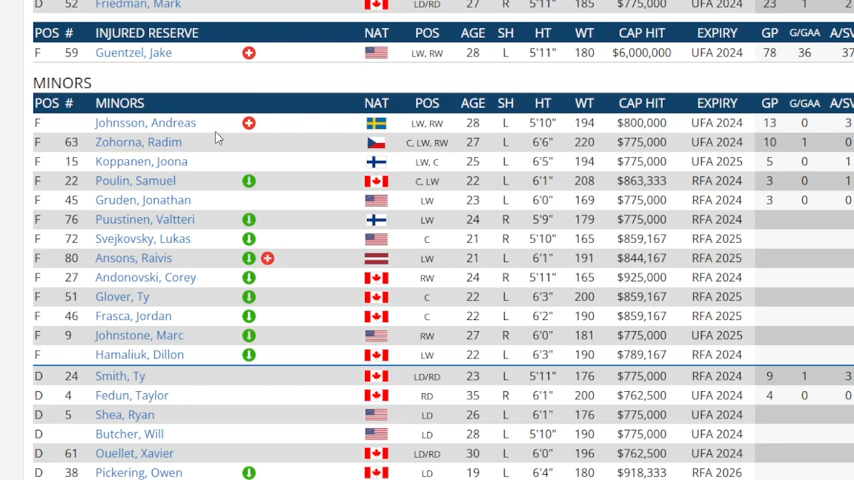 D 52 Friedman, Mark LD/RD 27 R 5'11" 185 $775,000 UFA 2024 23 1 2
POS # INJURED RESERVE NAT POS AGE SH HT WT CAP HIT EXPIRY GP G/GAA A/SV
F 59 Guentzel, Jake LW, RW 28 L 5'11" 180 $6,000,000 UFA 2024 78 36 37
MINORS
POS # MINORS NAT POS AGE SH HT WT CAP HIT EXPIRY GP G/GAA A/SV
F Johnsson, Andreas LW, RW 28 L 5'10" 194 $800,000 UFA 2024 13 0 3
F 63 Zohorna, Radim C, LW, RW 27 L 6'6" 220 $775,000 UFA 2024 10 1 0
F 15 Koppanen, Joona LW, C 25 L 6'5" 194 $775,000 UFA 2025 5 0 1
F 22 Poulin, Samuel C, LW 22 L 6'1" 208 $863,333 RFA 2024 3 0 1
F 45 Gruden, Jonathan LW 23 L 6'0" 169 $775,000 RFA 2024 3 0 0
F 76 Puustinen, Valtteri LW 24 R 5'9" 179 $775,000 RFA 2024
F 72 Svejkovsky, Lukas C 21 R 5'10" 165 $859,167 RFA 2025
F 80 Ansons, Raivis LW 21 L 6'1" 191 $844,167 RFA 2025
F 27 Andonovski, Corey RW 24 R 5'11" 165 $925,000 RFA 2024
F 51 Glover, Ty C 22 L 6'3" 200 $859,167 RFA 2025
F 46 Frasca, Jordan C 22 L 6'2" 190 $859,167 RFA 2025
F 9 Johnstone, Marc RW 27 R 6'0" 181 $775,000 UFA 2025
F Hamaliuk, Dillon LW 22 L 6'3" 190 $789,167 RFA 2024
D 24 Smith, Ty LD/RD 23 L 5'11" 176 $775,000 RFA 2024 9 1 3
D 4 Fedun, Taylor RD 35 R 6'1" 200 $762,500 UFA 2024 4 0 0
D 5 Shea, Ryan LD 26 L 6'1" 176 $775,000 UFA 2024
D Butcher, Will LD 28 L 5'10" 190 $775,000 UFA 2024
D 61 Ouellet, Xavier LD/RD 30 L 6'0" 196 $762,500 UFA 2024
D 38 Pickering, Owen LD 19 L 6'4" 180 $918,333 RFA 2026